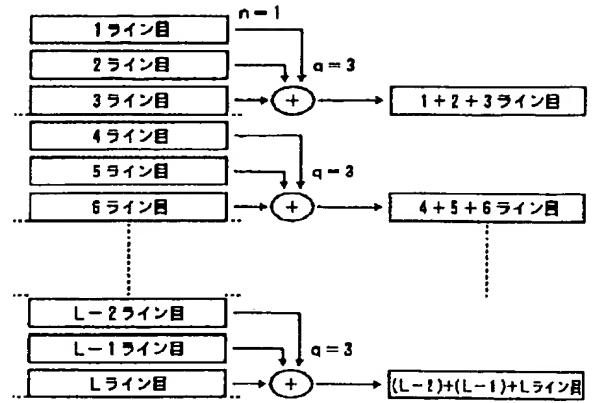 n=1
1ライン目
2ライン目
q=3
3ライン目
1+2+3ライン目
4ライン目
5ライン目
q=3
6ライン目
4+5+6ライン目
L-2ライン目
L-1ライン目
q=3
Lライン目
(L-2)+(L-1)+Lライン目